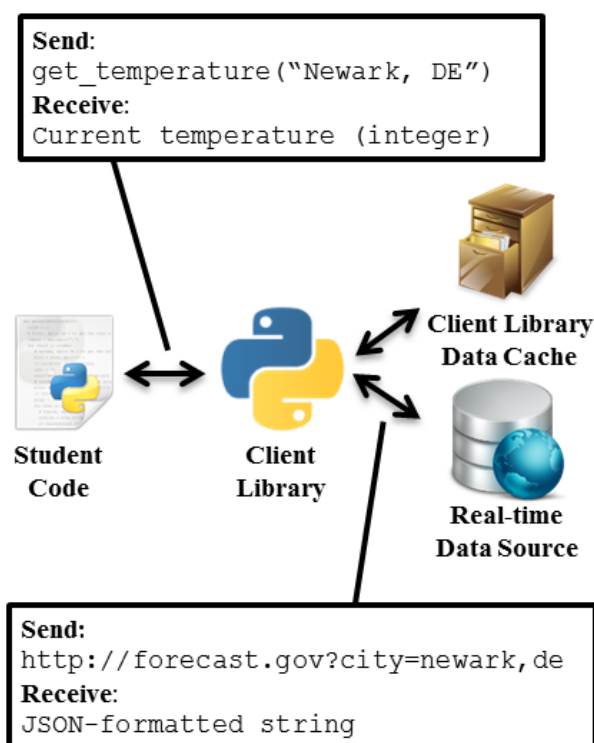 Send:
get_temperature(“Newark, DE”)
Receive:
Current temperature (integer)
Client Library
Data Cache
Student
Code
Client
Library
Real-time
Data Source
Send:
http://forecast.gov?city=newark,de
Receive:
JSON-formatted string